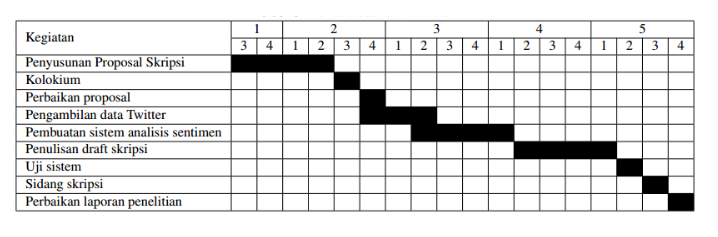 Kegiatan 1 2 3 4 5
3 4 1 2 3 4 1 2 3 4 1 2 3 4 1 2 3 4
Penyusunan Proposal Skripsi
Kolokium
Perbaikan proposal
Pengambilan data Twitter
Pembuatan sistem analisis sentimen
Penulisan draft skripsi
Uji sistem
Sidang skripsi
Perbaikan laporan penelitian